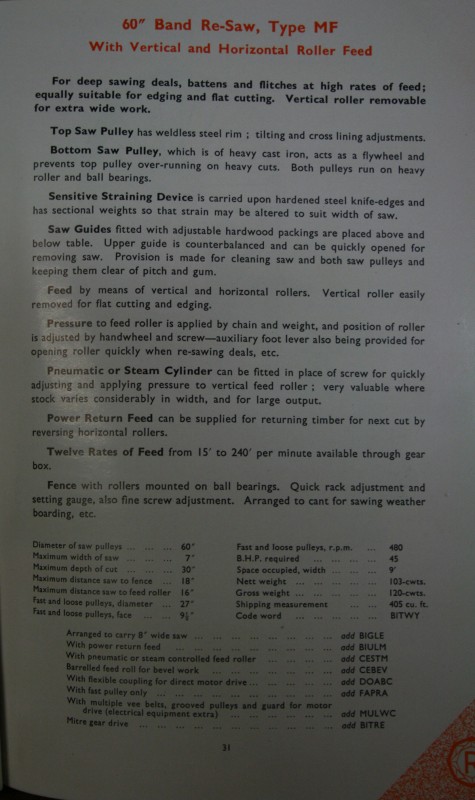 60" Band Re-Saw, Type MF
With Vertical and Horizontal Roller Feed
For deep sawing deals, battens and flitches at high rates of feed;
equally suitable for edging and flat cutting. Vertical roller removable
for extra wide work.
Top Saw Pulley has weldless steel rim ; tilting and cross lining adjustments.
Bottom Saw Pulley, which is of heavy cast iron, acts as a flywheel and
prevents top pulley over-running on heavy cuts. Both pulleys run on heavy
roller and ball bearings.
Sensitive Straining Device is carried upon hardened steel knife-edges and
has sectional weights so that strain may be altered to suit width of saw.
Saw Guides fitted with adjustable hardwood packings are placed above and
below table. Upper guide is counterbalanced and can be quickly opened for
removing saw. Provision is made for cleaning saw and both saw pulleys and
keeping them clear of pitch and gum.
Feed by means of vertical and horizontal rollers. Vertical roller easily
removed for flat cutting and edging.
Pressure to feed roller is applied by chain and weight, and position of roller
is adjusted by handwheel and screw—auxiliary foot lever also being provided for
opening roller quickly when re-sawing deals, etc.
Pneumatic or Steam Cylinder can be fitted in place of screw for quickly
adjusting and applying pressure to vertical feed roller ; very valuable where
stock varies considerably in width, and for large output.
Power Return Feed can be supplied for returning timber for next cut by
reversing horizontal rollers.
Twelve Rates of Feed from 15' to 240' per minute available through gear
box.
Fence with rollers mounted on ball bearings. Quick rack adjustment and
setting gauge, also fine screw adjustment. Arranged to cant for sawing weather
boarding, etc.
Diameter of saw pulleys ... ... ... 60"
Maximum width of saw ... ... ... 7"
Maximum depth of cut ... ... ... 30"
Maximum distance saw to fence ... 18"
Maximum distance saw to feed roller 16"
Fast and loose pulleys, diameter ... 27"
Fast and loose pulleys, face ... ... 9½"
Fast and loose pulleys, r.p.m. ... 480
B.H.P. required ... ... ... 45
Space occupied, width ... ... ... 9'
Nett weight ... ... ... ... 103-cwts.
Gross weight ... ... ... ... 120-cwts.
Shipping measurement ... ... 405 cu. ft.
Code word ... ... ... ... BITWY
Arranged to carry 8" wide saw ... ... ... ... ... ... add BIGLE
With power return feed ... ... ... ... ... ... ... add BIULM
With pneumatic or steam controlled feed roller ... ... ... ... add CESTM
Barrelled feed roll for bevel work ... ... ... ... ... add CEBEV
With flexible coupling for direct motor drive ... ... ... ... add DOABC
With fast pulley only ... ... ... ... ... ... ... add FAPRA
With multiple vee belts, grooved pulleys and guard for motor
drive (electrical equipment extra) ... ... ... ... ... add MULWC
Mitre gear drive ... ... ... ... ... ... ... ... add BITRE
31
R